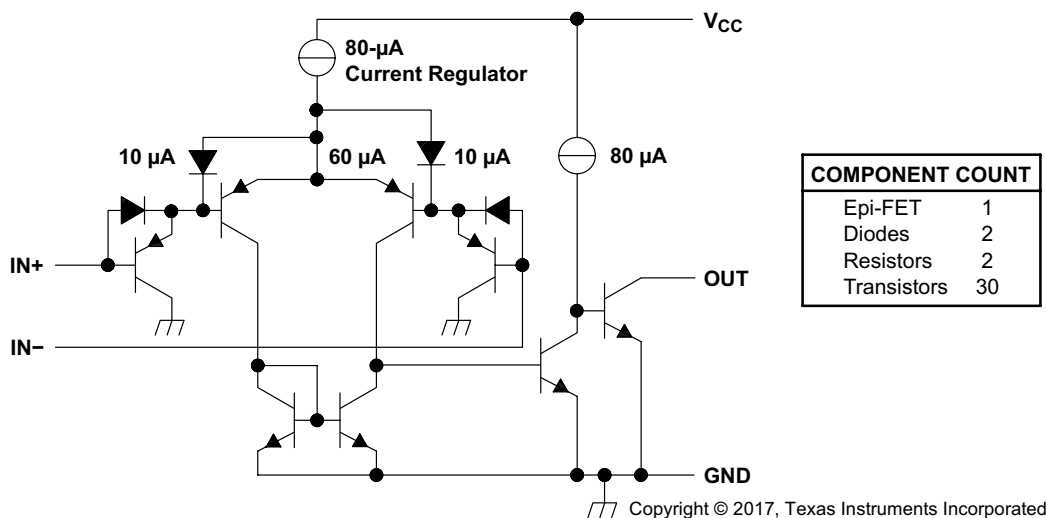 VCC
80-µA
Current Regulator
10 µA
60 µA
10 µA
80 µA
IN+
OUT
IN−
GND
COMPONENT COUNT
Epi-FET 1
Diodes 2
Resistors 2
Transistors 30
Copyright © 2017, Texas Instruments Incorporated